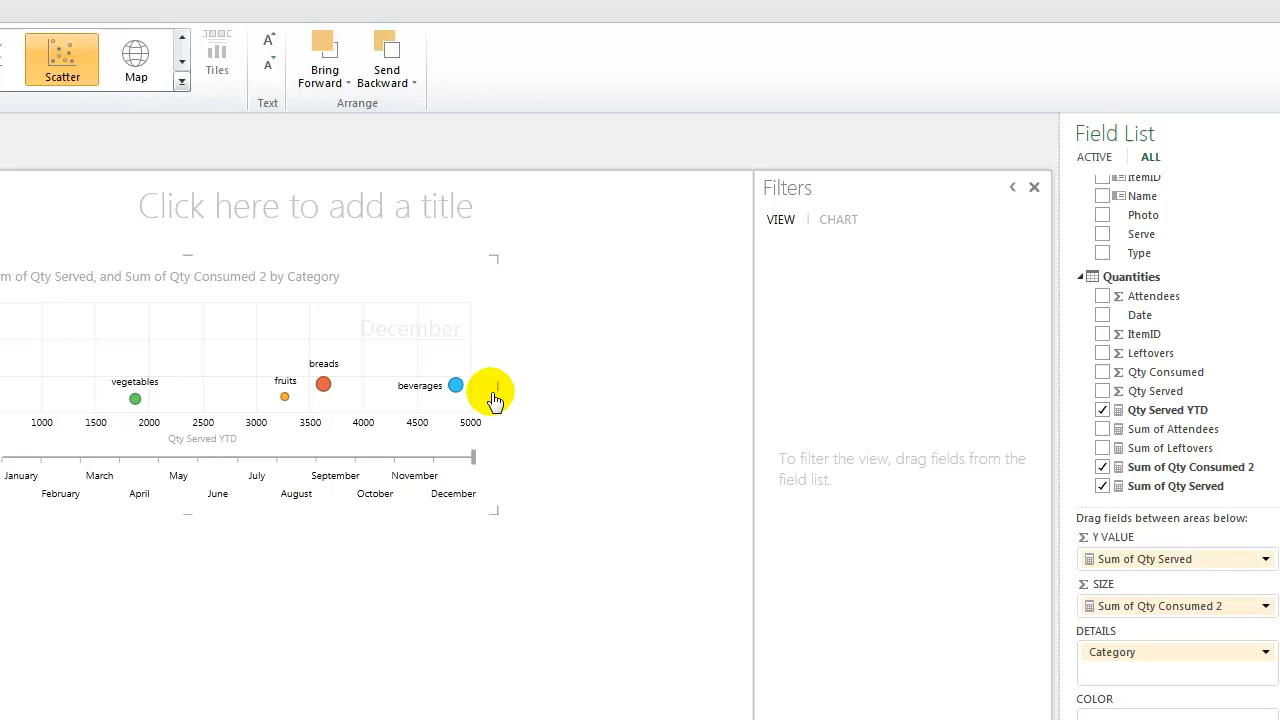 Scatter
Map
Tiles
A
A
Text
Bring
Forward
Send
Backward
Arrange
Click here to add a title
m of Qty Served, and Sum of Qty Consumed 2 by Category
December
vegetables
fruits
breads
beverages
1000 1500 2000 2500 3000 3500 4000 4500 5000
Qty Served YTD
January March May July September November
February April June August October December
Filters
VIEW | CHART
To filter the view, drag fields from the
field list.
Field List
ACTIVE | ALL
ItemID
Name
Photo
Serve
Type
Quantities
Σ Attendees
Date
Σ ItemID
Σ Leftovers
Σ Qty Consumed
Σ Qty Served
Qty Served YTD
Sum of Attendees
Sum of Leftovers
Sum of Qty Consumed 2
Sum of Qty Served
Drag fields between areas below:
Σ Y VALUE
Sum of Qty Served
Σ SIZE
Sum of Qty Consumed 2
DETAILS
Category
COLOR